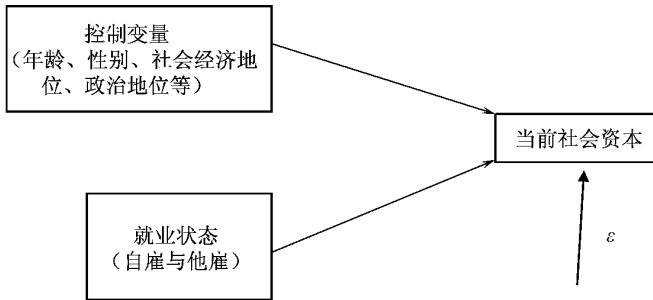 控制变量
（年龄、性别、社会经济地
位、政治地位等）
当前社会资本
就业状态
（自雇与他雇）
ε